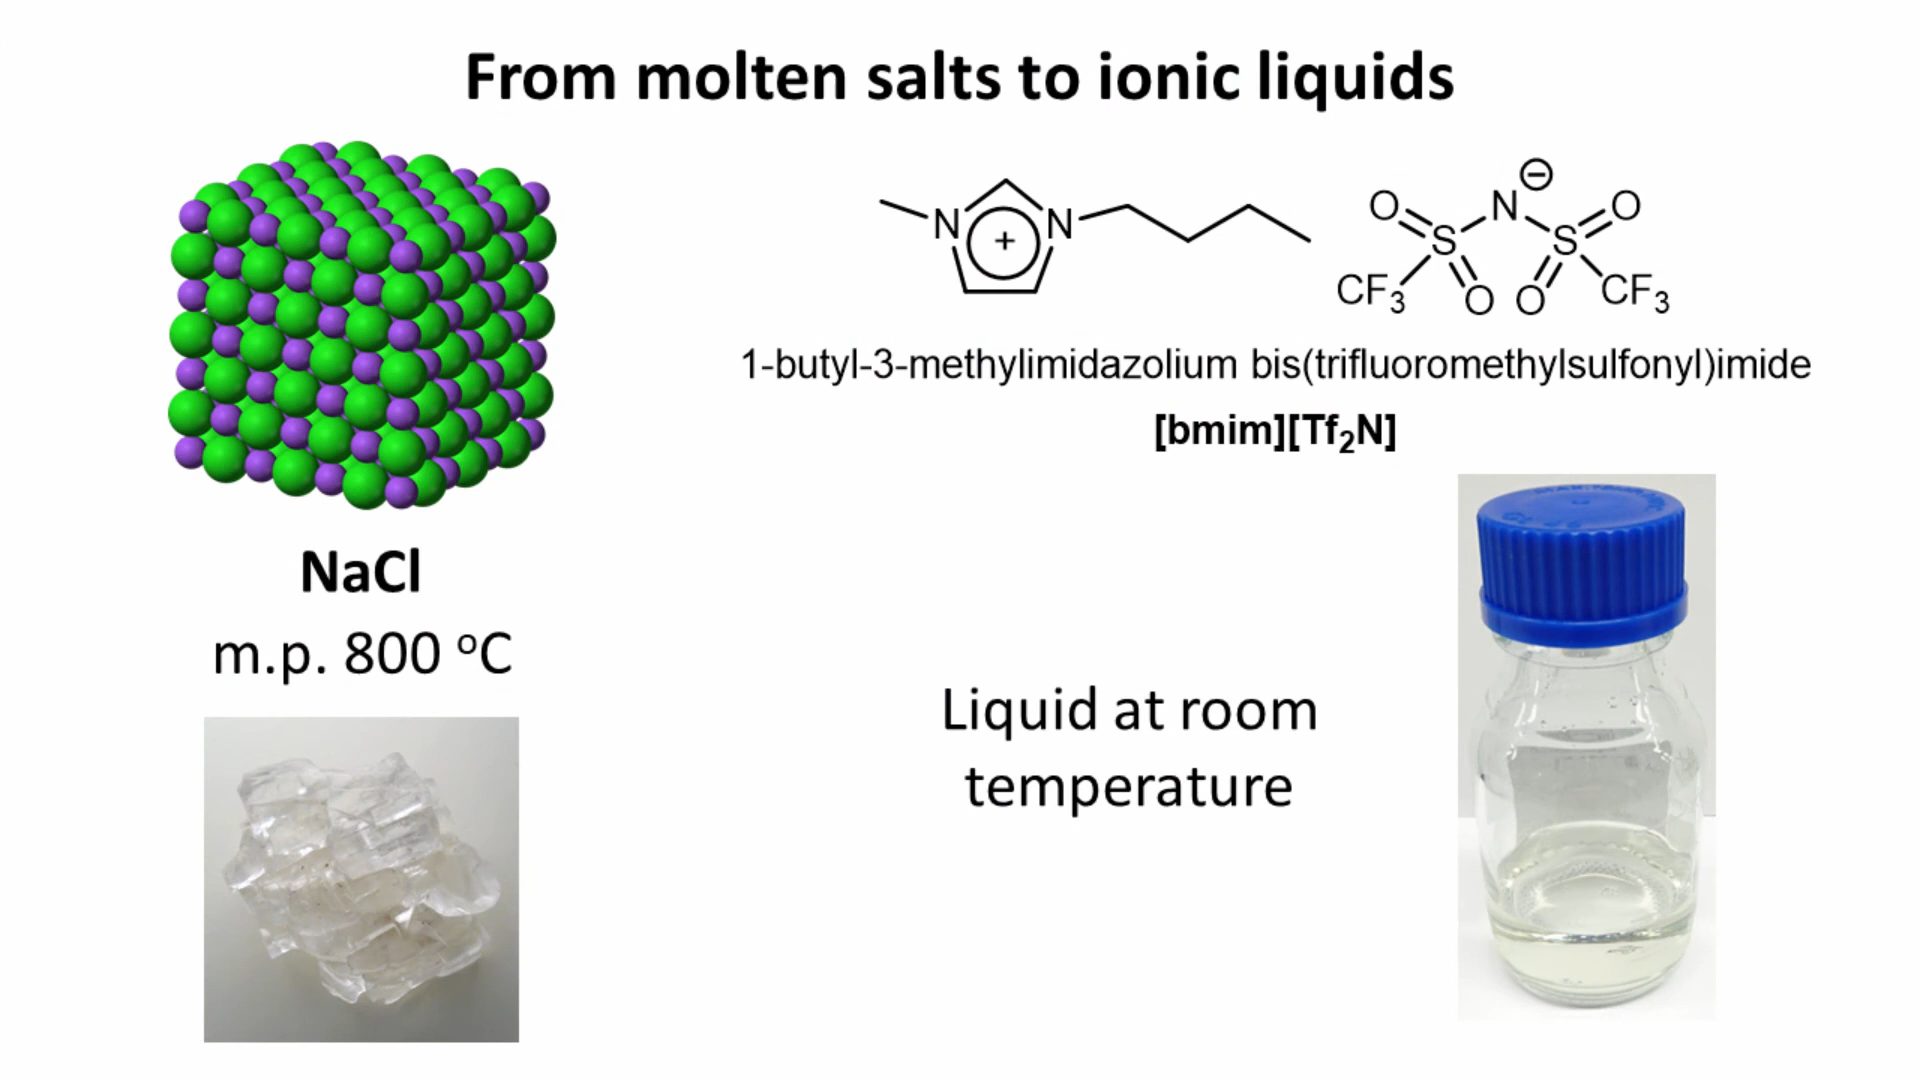 From molten salts to ionic liquids
N + N
⊖
O N O
S S
CF₃ O O CF₃
1-butyl-3-methylimidazolium bis(trifluoromethylsulfonyl)imide
[bmim][Tf₂N]
NaCl
m.p. 800 °C
Liquid at room
temperature